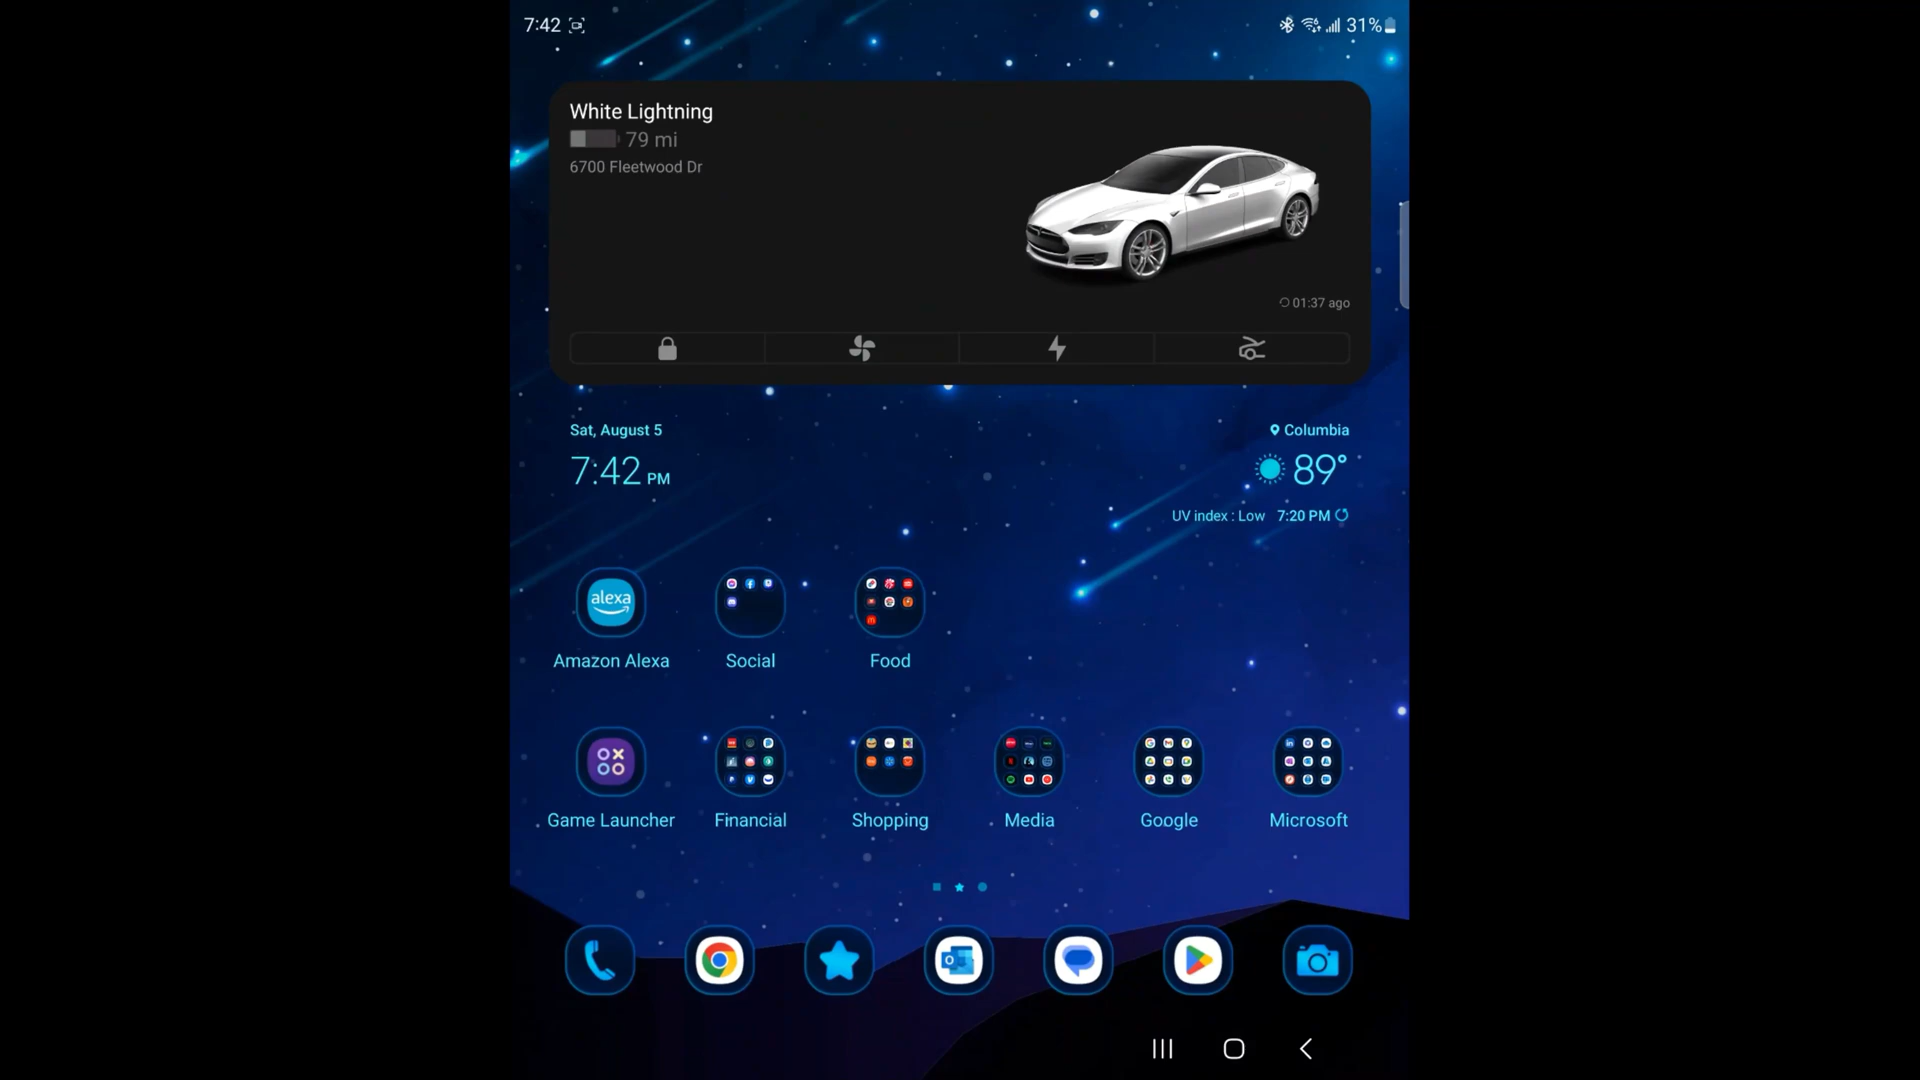 7:42
31%
White Lightning
79 mi
6700 Fleetwood Dr
01:37 ago
Sat, August 5
Columbia
7:42 PM
89°
UV index : Low 7:20 PM
alexa
Amazon Alexa
Social
Food
Game Launcher
Financial
Shopping
Media
Google
Microsoft